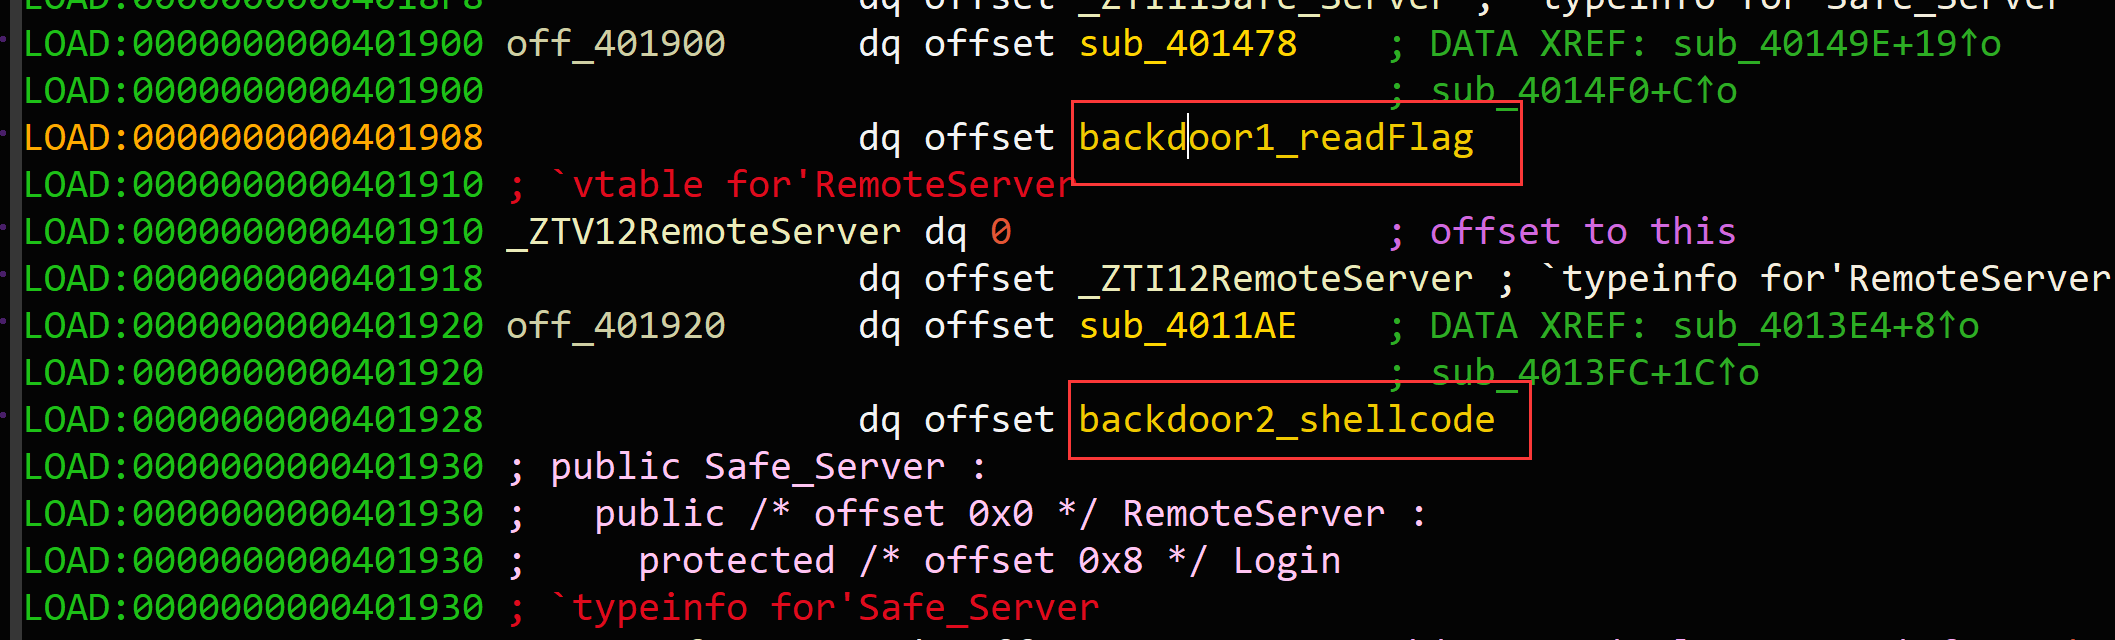 LOAD:00000000004018F8 dq offset _ZTI11Safe_Server ; `typeinfo for'Safe_Server
LOAD:0000000000401900 off_401900 dq offset sub_401478 ; DATA XREF: sub_40149E+19↑o
LOAD:0000000000401900 ; sub_4014F0+C↑o
LOAD:0000000000401908 dq offset backdoor1_readFlag
LOAD:0000000000401910 ; `vtable for'RemoteServer
LOAD:0000000000401910 _ZTV12RemoteServer dq 0 ; offset to this
LOAD:0000000000401918 dq offset _ZTI12RemoteServer ; `typeinfo for'RemoteServer
LOAD:0000000000401920 off_401920 dq offset sub_4011AE ; DATA XREF: sub_4013E4+8↑o
LOAD:0000000000401920 ; sub_4013FC+1C↑o
LOAD:0000000000401928 dq offset backdoor2_shellcode
LOAD:0000000000401930 ; public Safe_Server :
LOAD:0000000000401930 ; public /* offset 0x0 */ RemoteServer :
LOAD:0000000000401930 ; protected /* offset 0x8 */ Login
LOAD:0000000000401930 ; `typeinfo for'Safe_Server